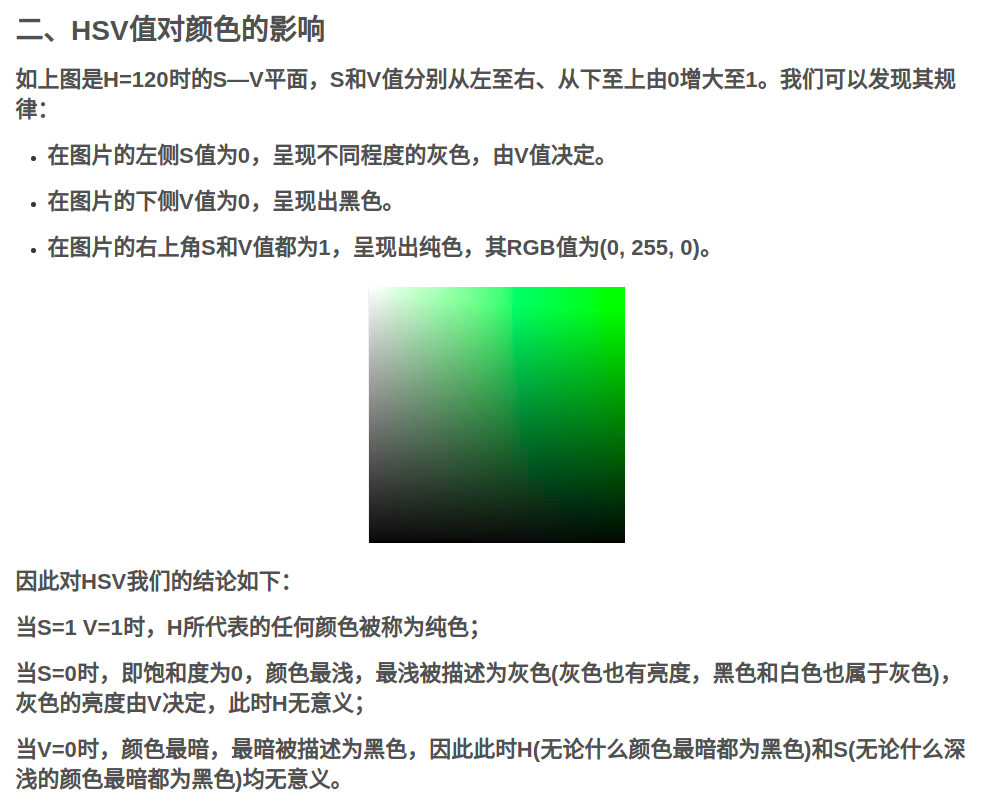 二、HSV值对颜色的影响
如上图是H=120时的S—V平面，S和V值分别从左至右、从下至上由0增大至1。我们可以发现其规
律：
在图片的左侧S值为0，呈现不同程度的灰色，由V值决定。
在图片的下侧V值为0，呈现出黑色。
在图片的右上角S和V值都为1，呈现出纯色，其RGB值为(0, 255, 0)。
因此对HSV我们的结论如下：
当S=1 V=1时，H所代表的任何颜色被称为纯色；
当S=0时，即饱和度为0，颜色最浅，最浅被描述为灰色(灰色也有亮度，黑色和白色也属于灰色)，
灰色的亮度由V决定，此时H无意义；
当V=0时，颜色最暗，最暗被描述为黑色，因此此时H(无论什么颜色最暗都为黑色)和S(无论什么深
浅的颜色最暗都为黑色)均无意义。